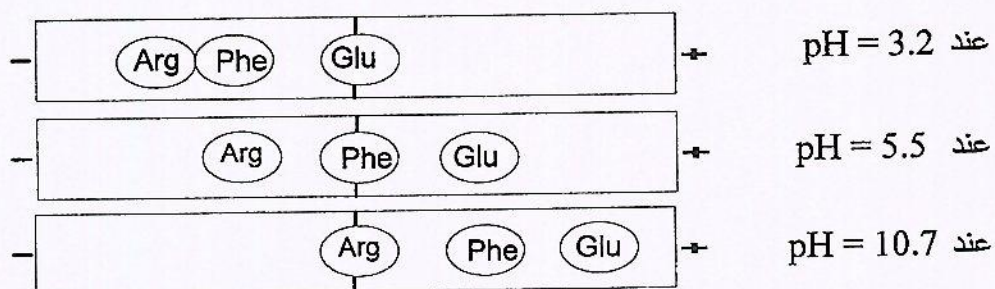 − Arg Phe Glu + عند pH = 3.2
− Arg Phe Glu + عند pH = 5.5
− Arg Phe Glu + عند pH = 10.7